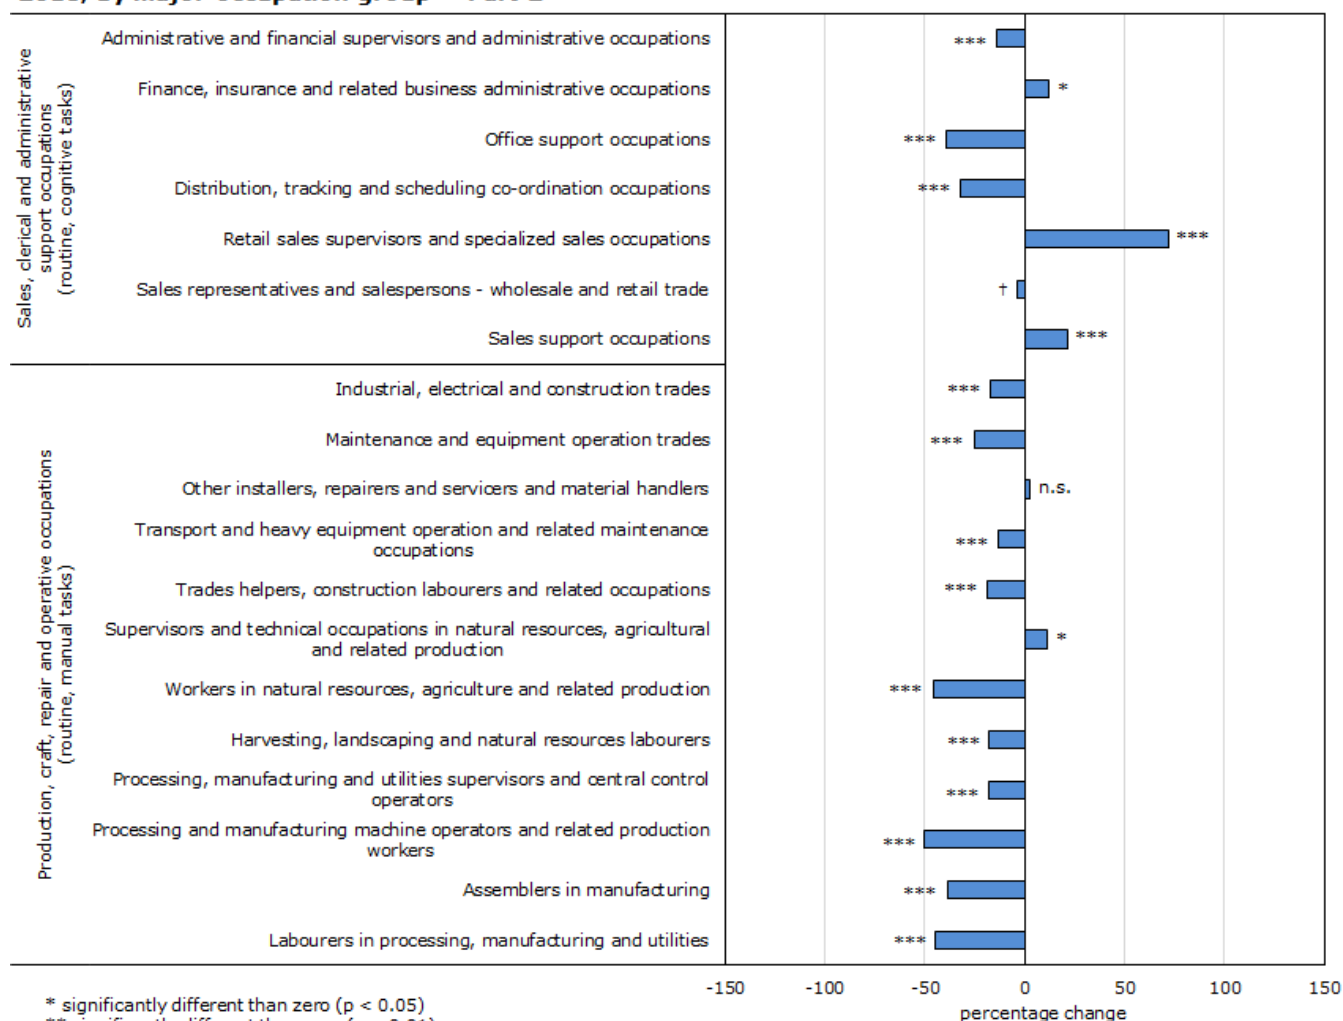 Sales, clerical and administrative
support occupations
(routine, cognitive tasks)
Administrative and financial supervisors and administrative occupations
***
Finance, insurance and related business administrative occupations
*
Office support occupations
***
Distribution, tracking and scheduling co-ordination occupations
***
Retail sales supervisors and specialized sales occupations
***
Sales representatives and salespersons - wholesale and retail trade
†
Sales support occupations
***
Production, craft, repair and operative occupations
(routine, manual tasks)
Industrial, electrical and construction trades
***
Maintenance and equipment operation trades
***
Other installers, repairers and servicers and material handlers
n.s.
Transport and heavy equipment operation and related maintenance
occupations
***
Trades helpers, construction labourers and related occupations
***
Supervisors and technical occupations in natural resources, agricultural
and related production
*
Workers in natural resources, agriculture and related production
***
Harvesting, landscaping and natural resources labourers
***
Processing, manufacturing and utilities supervisors and central control
operators
***
Processing and manufacturing machine operators and related production
workers
***
Assemblers in manufacturing
***
Labourers in processing, manufacturing and utilities
***
-150 -100 -50 0 50 100 150
percentage change
* significantly different than zero (p < 0.05)